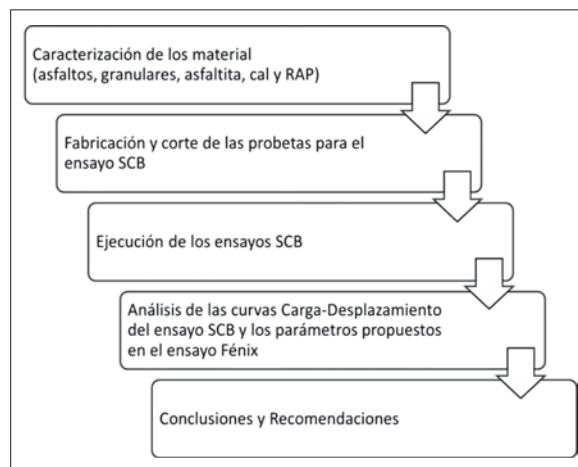 Caracterización de los material
(asfaltos, granulares, asfaltita, cal y RAP)
Fabricación y corte de las probetas para el
ensayo SCB
Ejecución de los ensayos SCB
Análisis de las curvas Carga-Desplazamiento
del ensayo SCB y los parámetros propuestos
en el ensayo Fénix
Conclusiones y Recomendaciones